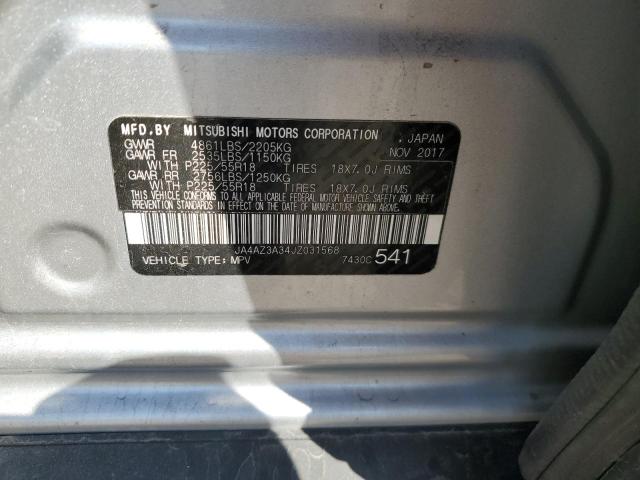 MFD.BY MITSUBISHI MOTORS CORPORATION , JAPAN
GVWR 4861LBS/2205KG NOV 2017
GAWR FR 2535LBS/1150KG
WITH P225/55R18 TIRES 18X7.0J RIMS
GAWR RR 2756LBS/1250KG
WITH P225/55R18 TIRES 18X7.0J RIMS
THIS VEHICLE CONFORMS TO ALL APPLICABLE FEDERAL MOTOR VEHICLE SAFETY AND THEFT
PREVENTION STANDARDS IN EFFECT ON THE DATE OF MANUFACTURE SHOWN ABOVE.
JA4AZ3A34JZ031568
VEHICLE TYPE: MPV 7430C 541